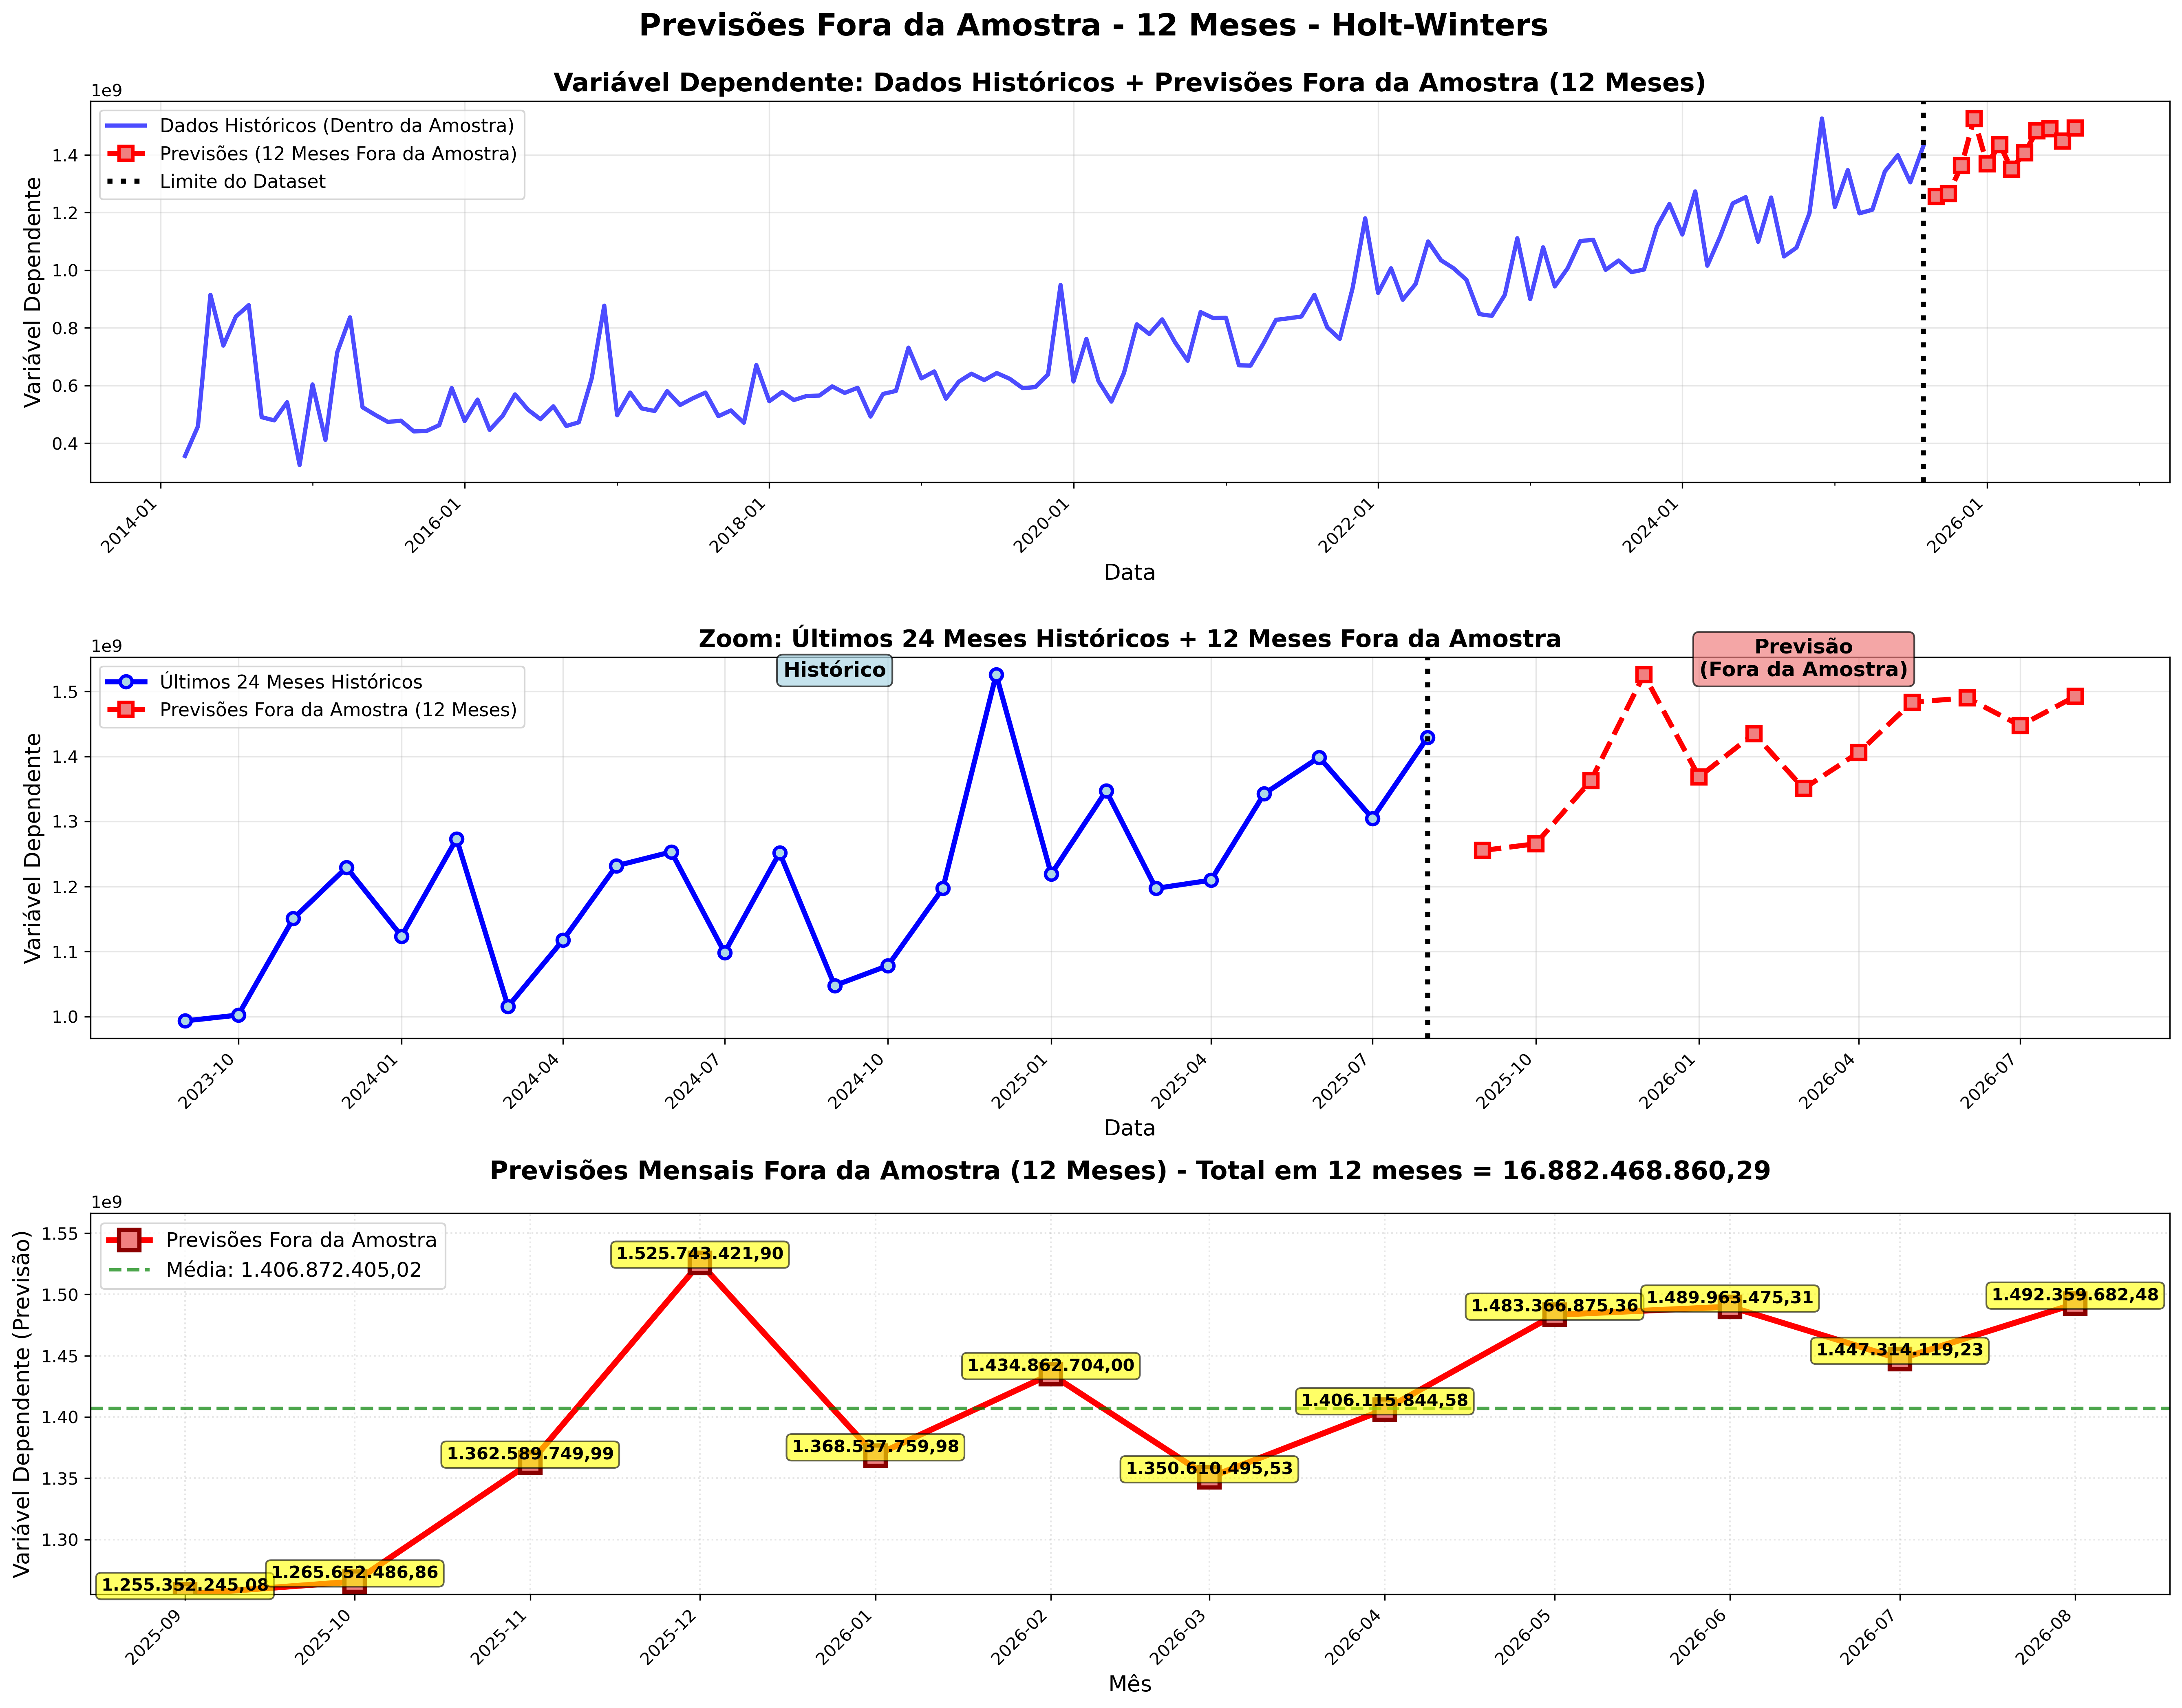 Previsões Fora da Amostra - 12 Meses - Holt-Winters
Variável Dependente: Dados Históricos + Previsões Fora da Amostra (12 Meses)
1e9
Dados Históricos (Dentro da Amostra)
Previsões (12 Meses Fora da Amostra)
Limite do Dataset
Variável Dependente
1.4
1.2
1.0
0.8
0.6
0.4
2014-01
2016-01
2018-01
2020-01
2022-01
2024-01
2026-01
Data
Zoom: Últimos 24 Meses Históricos + 12 Meses Fora da Amostra
1e9
Últimos 24 Meses Históricos
Previsões Fora da Amostra (12 Meses)
Histórico
Previsão
(Fora da Amostra)
Variável Dependente
1.5
1.4
1.3
1.2
1.1
1.0
2023-10
2024-01
2024-04
2024-07
2024-10
2025-01
2025-04
2025-07
2025-10
2026-01
2026-04
2026-07
Data
Previsões Mensais Fora da Amostra (12 Meses) - Total em 12 meses = 16.882.468.860,29
1e9
Previsões Fora da Amostra
Média: 1.406.872.405,02
Variável Dependente (Previsão)
1.55
1.50
1.45
1.40
1.35
1.30
1.255.352.245,08
1.265.652.486,86
1.362.589.749,99
1.525.743.421,90
1.368.537.759,98
1.434.862.704,00
1.350.610.495,53
1.406.115.844,58
1.483.366.875,36
1.489.963.475,31
1.447.314.119,23
1.492.359.682,48
2025-09
2025-10
2025-11
2025-12
2026-01
2026-02
2026-03
2026-04
2026-05
2026-06
2026-07
2026-08
Mês